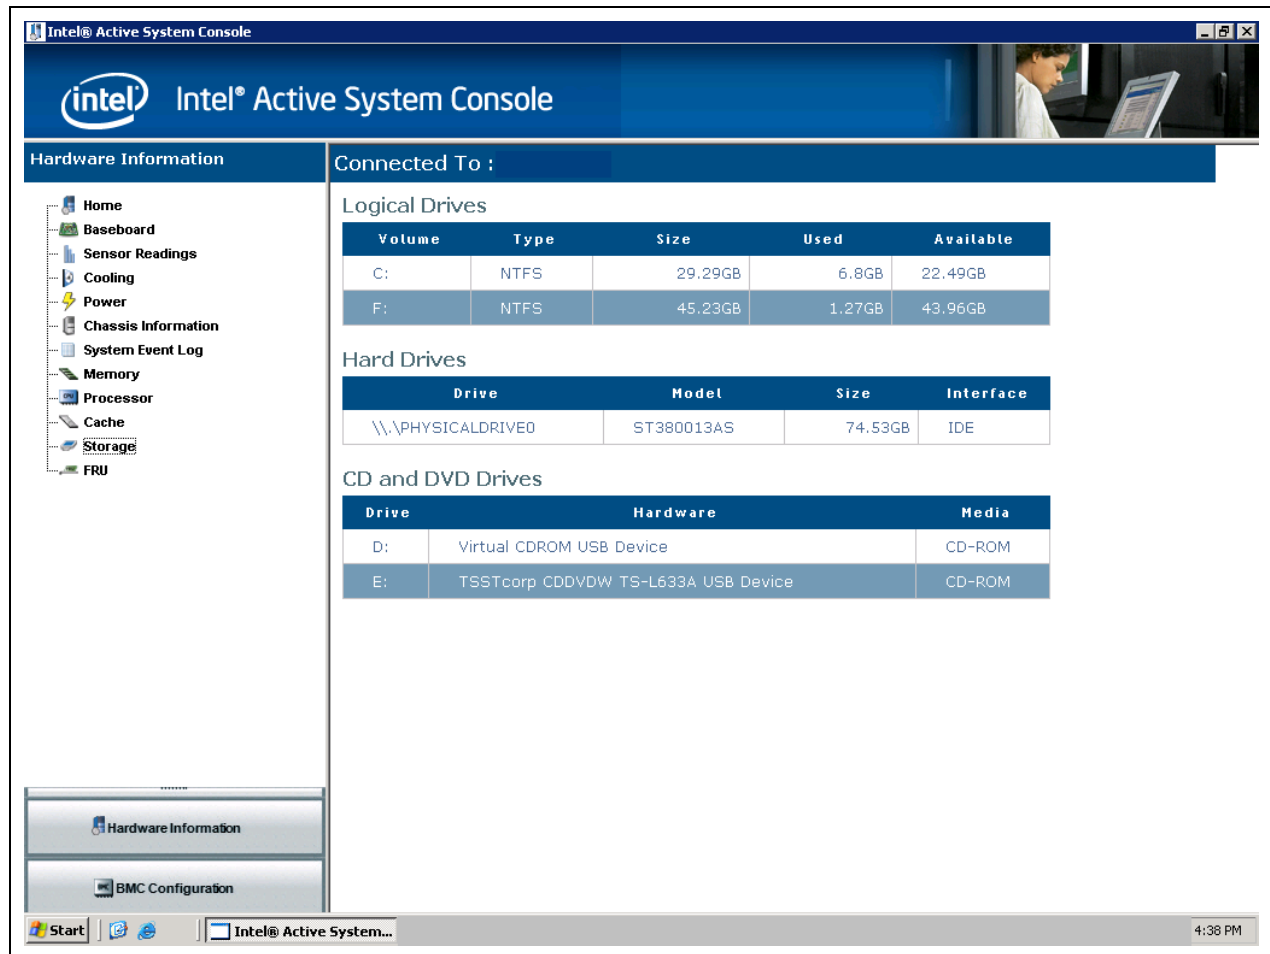 Intel® Active System Console
intel Intel® Active System Console
Hardware Information
Connected To :
Home
Baseboard
Sensor Readings
Cooling
Power
Chassis Information
System Event Log
Memory
Processor
Cache
Storage
FRU
Logical Drives
Volume Type Size Used Available
C: NTFS 29.29GB 6.8GB 22.49GB
F: NTFS 45.23GB 1.27GB 43.96GB
Hard Drives
Drive Model Size Interface
\\.\PHYSICALDRIVE0 ST380013AS 74.53GB IDE
CD and DVD Drives
Drive Hardware Media
D: Virtual CDROM USB Device CD-ROM
E: TSSTcorp CDDVDW TS-L633A USB Device CD-ROM
Hardware Information
BMC Configuration
Start Intel® Active System... 4:38 PM